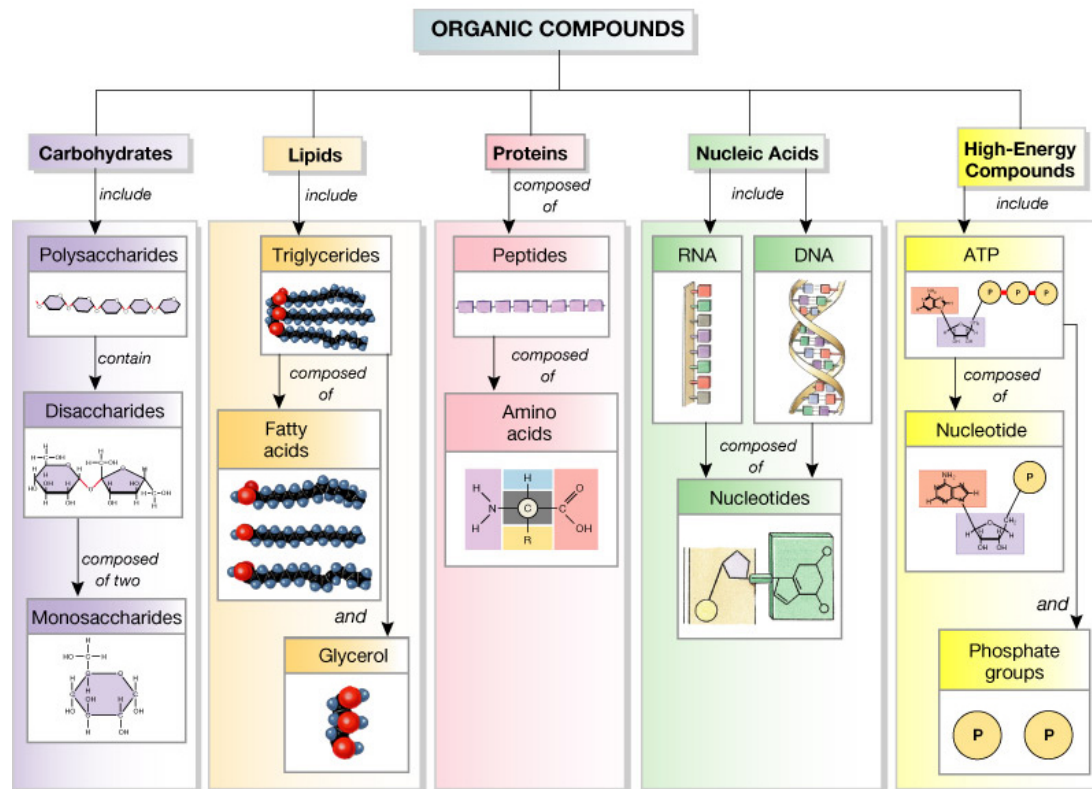 ORGANIC COMPOUNDS
Carbohydrates
include
Polysaccharides
contain
Disaccharides
composed
of two
Monosaccharides
Lipids
include
Triglycerides
composed
of
Fatty
acids
and
Glycerol
Proteins
composed
of
Peptides
composed
of
Amino
acids
H
H
N
H
C
R
O
OH
Nucleic Acids
include
RNA
DNA
composed
of
Nucleotides
High-Energy
Compounds
include
ATP
P
P
P
composed
of
Nucleotide
NH2
P
and
Phosphate
groups
P
P